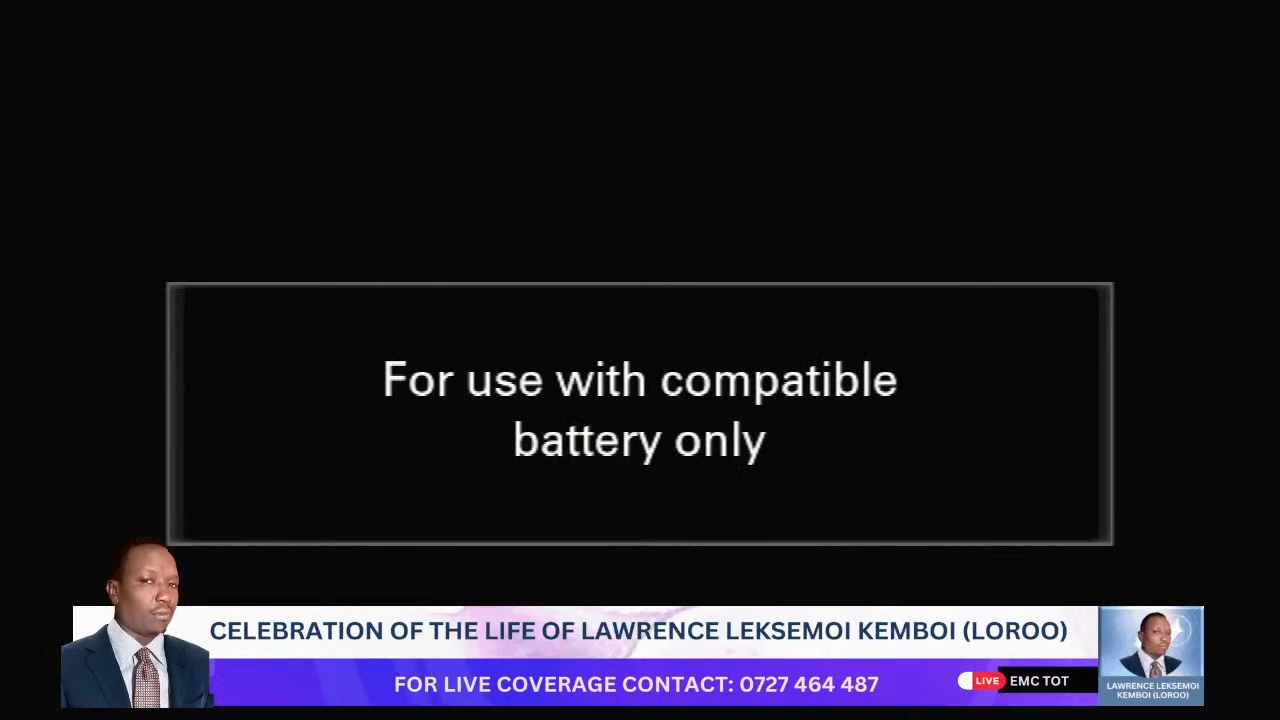 For use with compatible
battery only
CELEBRATION OF THE LIFE OF LAWRENCE LEKSEMOI KEMBOI (LOROO)
FOR LIVE COVERAGE CONTACT: 0727 464 487
LIVE EMC TOT
LAWRENCE LEKSEMOI
KEMBOI (LOROO)